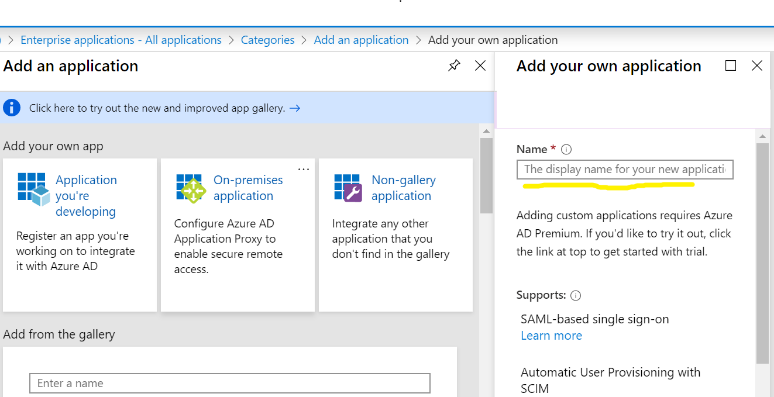 > Enterprise applications - All applications > Categories > Add an application > Add your own application
Add an application
Click here to try out the new and improved app gallery. →
Add your own app
Application
you're
developing
Register an app you're
working on to integrate
it with Azure AD
On-premises
application
Configure Azure AD
Application Proxy to
enable secure remote
access.
Non-gallery
application
Integrate any other
application that you
don't find in the gallery
Add from the gallery
Enter a name
Add your own application
Name *
The display name for your new applicati
Adding custom applications requires Azure
AD Premium. If you'd like to try it out, click
the link at top to get started with trial.
Supports:
SAML-based single sign-on
Learn more
Automatic User Provisioning with
SCIM